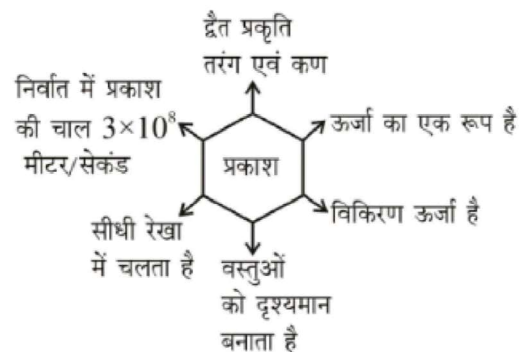 द्वैत प्रकृति
तरंग एवं कण
निर्वात में प्रकाश
की चाल 3×10⁸
मीटर/सेकंड
ऊर्जा का एक रूप है
प्रकाश
विकिरण ऊर्जा है
सीधी रेखा
में चलता है
वस्तुओं
को दृश्यमान
बनाता है